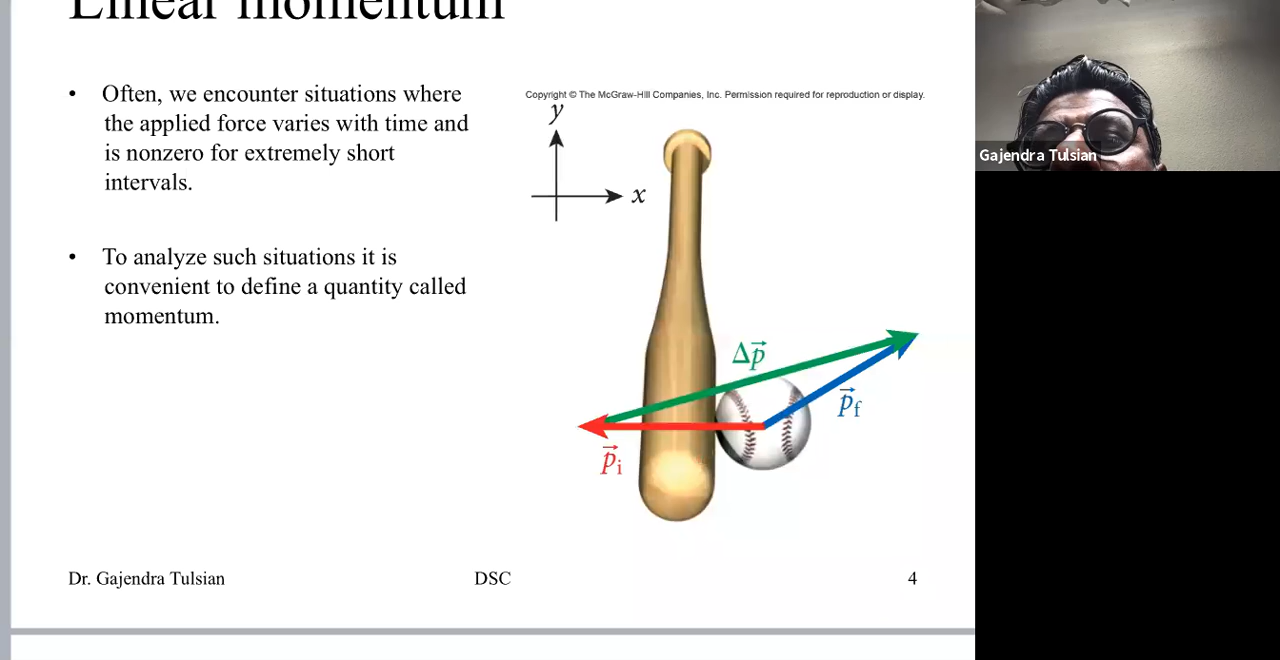 Linear momentum
• Often, we encounter situations where
the applied force varies with time and
is nonzero for extremely short
intervals.
• To analyze such situations it is
convenient to define a quantity called
momentum.
Copyright © The McGraw-Hill Companies, Inc. Permission required for reproduction or display.
y
x
Δp⃗
p⃗f
p⃗i
Dr. Gajendra Tulsian
DSC
4
Gajendra Tulsian